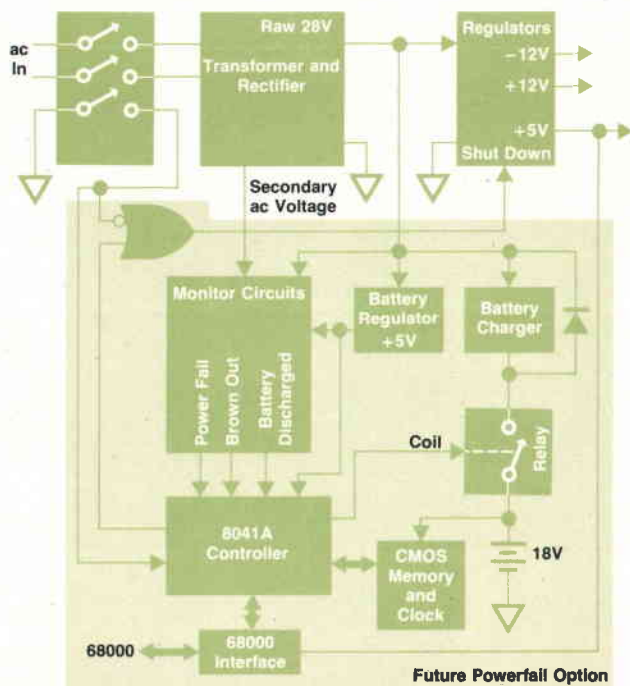 ac
In
Raw 28V
Transformer and
Rectifier
Regulators
−12V
+12V
+5V
Shut Down
Secondary
ac Voltage
Monitor Circuits
Power Fail
Brown Out
Battery
Discharged
Battery
Regulator
+5V
Battery
Charger
Coil
Relay
8041A
Controller
CMOS
Memory
and
Clock
18V
68000
68000
Interface
Future Powerfail Option